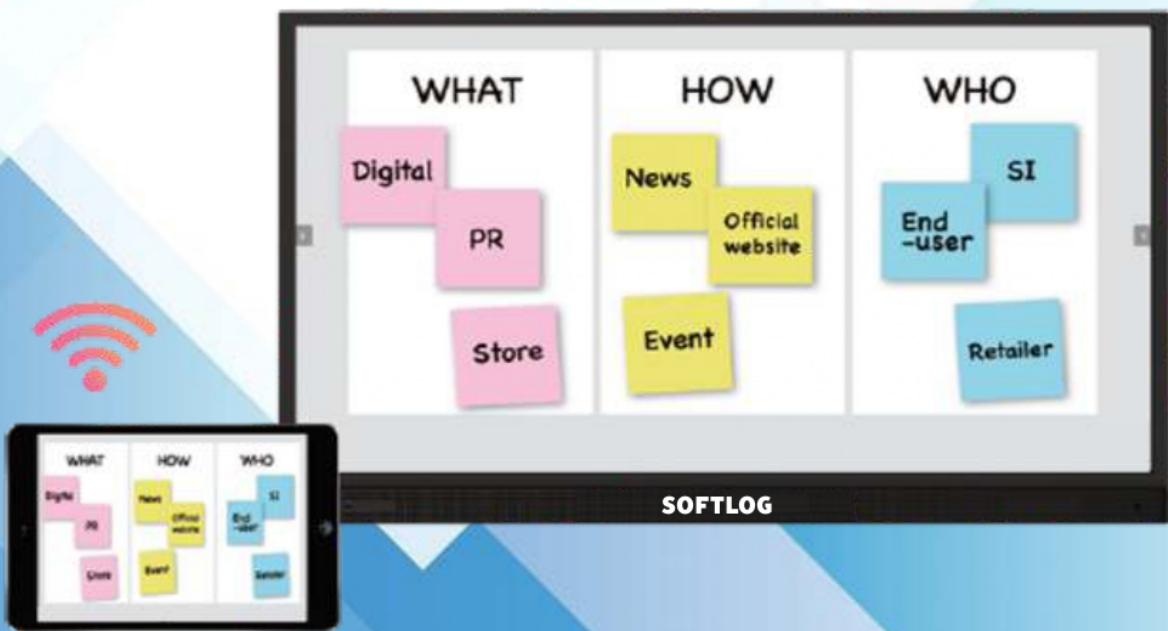 WHAT
Digital
PR
Store
HOW
News
Official
website
Event
WHO
SI
End
-user
Retailer
SOFTLOG
WHAT
Digital
PR
Store
HOW
News
Official
website
Event
WHO
SI
End
-user
Retailer